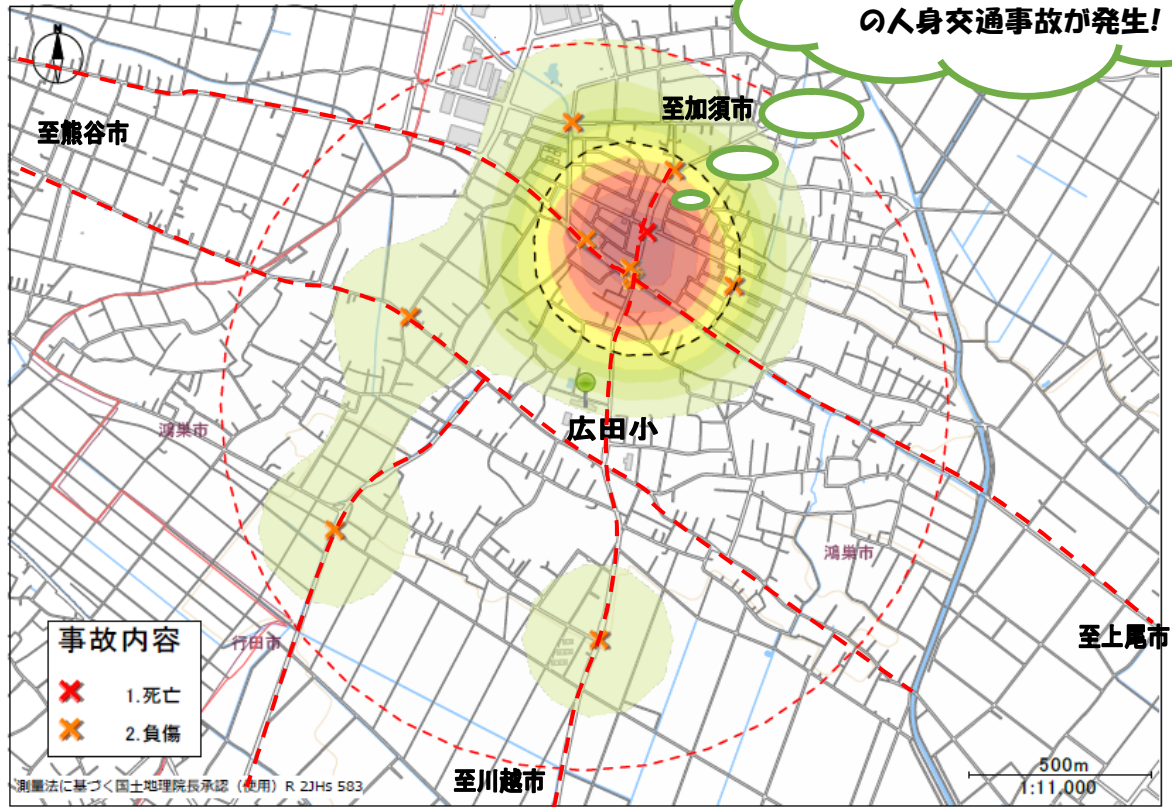 の人身交通事故が発生!
N
至加須市
至熊谷市
広田小
鴻巣市
鴻巣市
行田市
至上尾市
至川越市
事故内容
1.死亡
2.負傷
500m
1:11,000
測量法に基づく国土地理院長承認(使用)R 2JHs 583